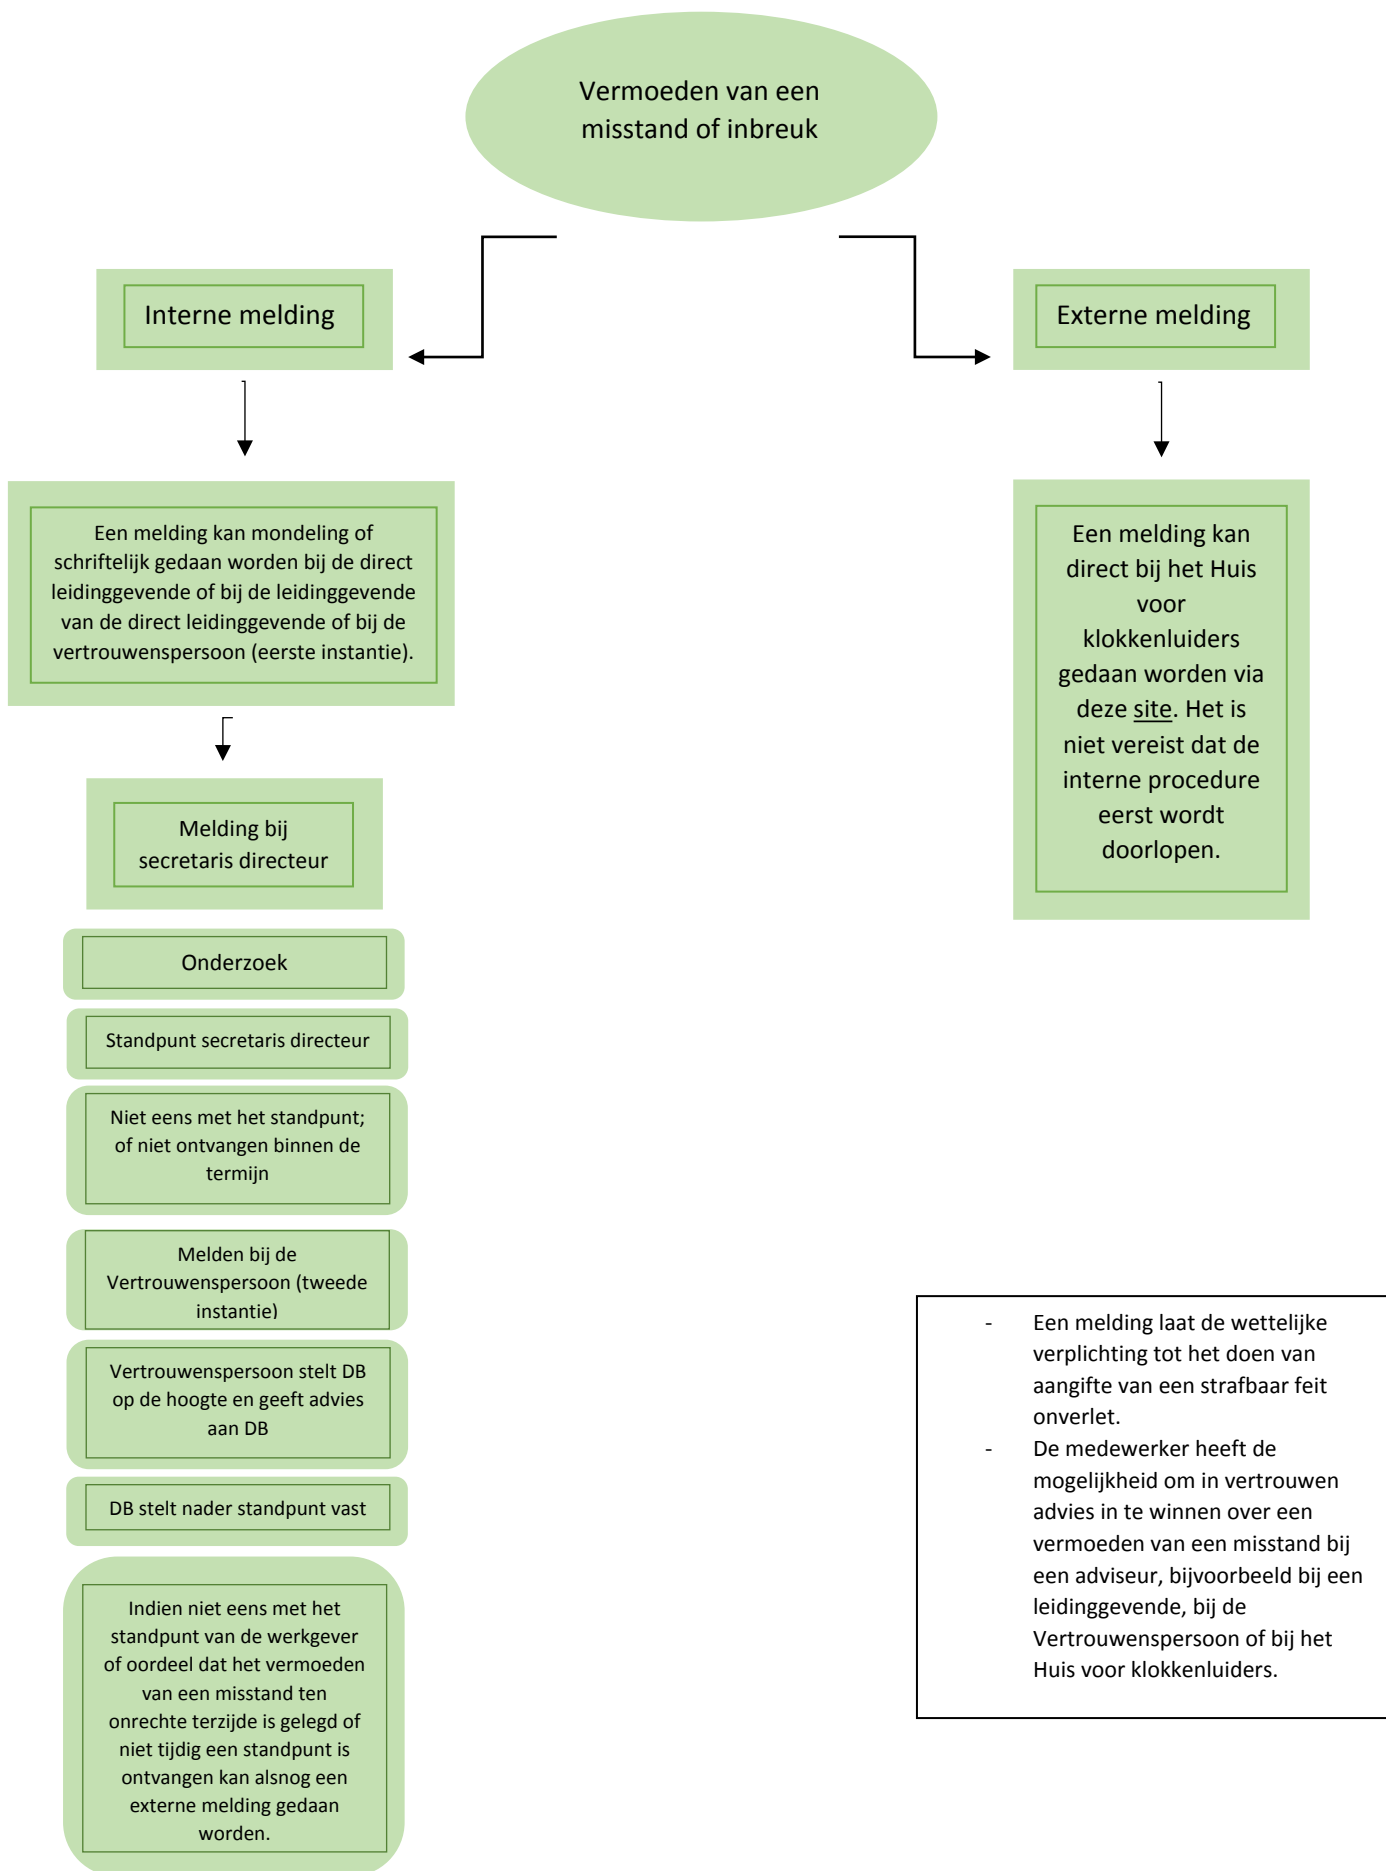 Vermoeden van een
misstand of inbreuk
Interne melding
Externe melding
Een melding kan mondeling of
schriftelijk gedaan worden bij de direct
leidinggevende of bij de leidinggevende
van de direct leidinggevende of bij de
vertrouwenspersoon (eerste instantie).
Een melding kan
direct bij het Huis
voor
klokkenluiders
gedaan worden via
deze site. Het is
niet vereist dat de
interne procedure
eerst wordt
doorlopen.
Melding bij
secretaris directeur
Onderzoek
Standpunt secretaris directeur
Niet eens met het standpunt;
of niet ontvangen binnen de
termijn
Melden bij de
Vertrouwenspersoon (tweede
instantie)
Vertrouwenspersoon stelt DB
op de hoogte en geeft advies
aan DB
DB stelt nader standpunt vast
Indien niet eens met het
standpunt van de werkgever
of oordeel dat het vermoeden
van een misstand ten
onrechte terzijde is gelegd of
niet tijdig een standpunt is
ontvangen kan alsnog een
externe melding gedaan
worden.
- Een melding laat de wettelijke
verplichting tot het doen van
aangifte van een strafbaar feit
onverlet.
- De medewerker heeft de
mogelijkheid om in vertrouwen
advies in te winnen over een
vermoeden van een misstand bij
een adviseur, bijvoorbeeld bij een
leidinggevende, bij de
Vertrouwenspersoon of bij het
Huis voor klokkenluiders.